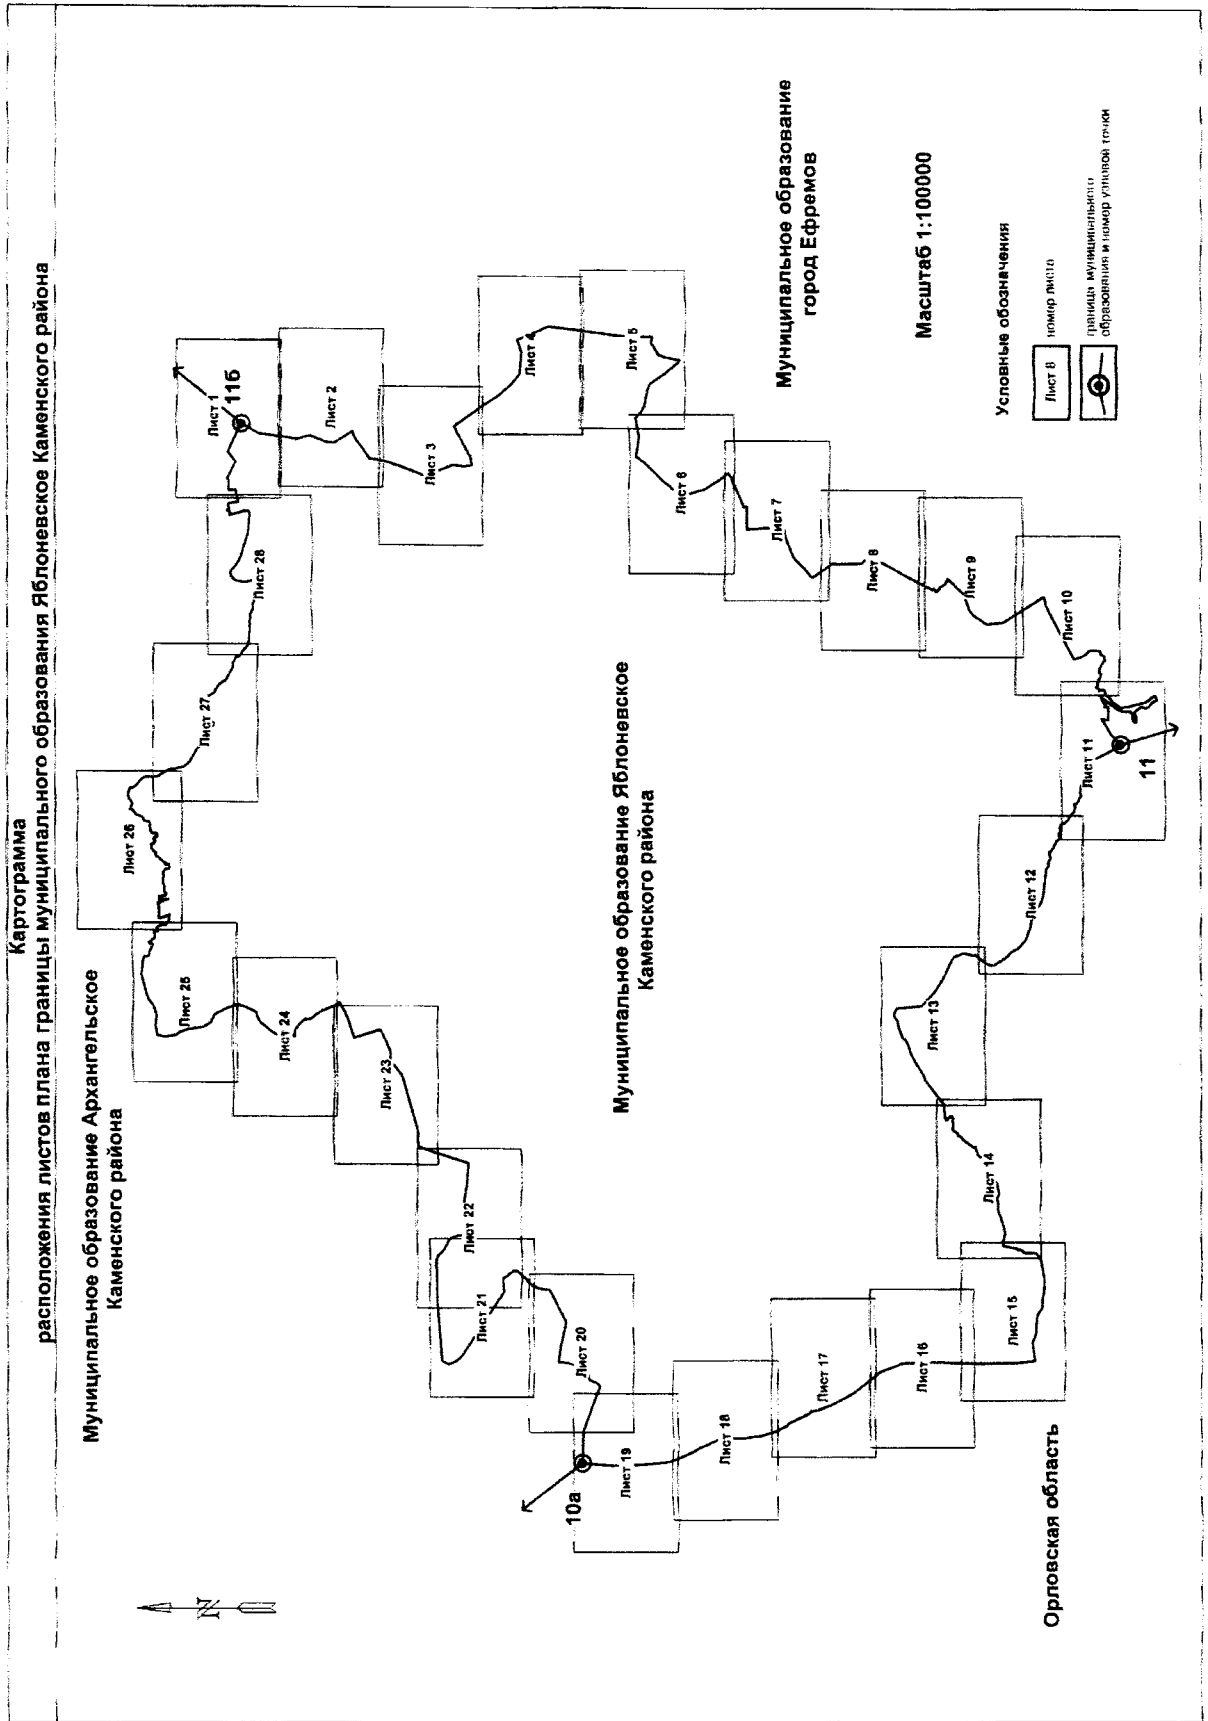 Картограмма
расположения листов плана границы муниципального образования Яблоневское Каменского района
Муниципальное образование Архангельское
Каменского района
Муниципальное образование Яблоневское
Каменского района
Муниципальное образование
город Ефремов
Орловская область
Масштаб 1:100000
Условные обозначения
Лист 8
номер листа
граница муниципального
образования и номер узловой точки
N
10а
11б
11
Лист 1
Лист 2
Лист 3
Лист 4
Лист 5
Лист 6
Лист 7
Лист 8
Лист 9
Лист 10
Лист 11
Лист 12
Лист 13
Лист 14
Лист 15
Лист 16
Лист 17
Лист 18
Лист 19
Лист 20
Лист 21
Лист 22
Лист 23
Лист 24
Лист 25
Лист 26
Лист 27
Лист 28